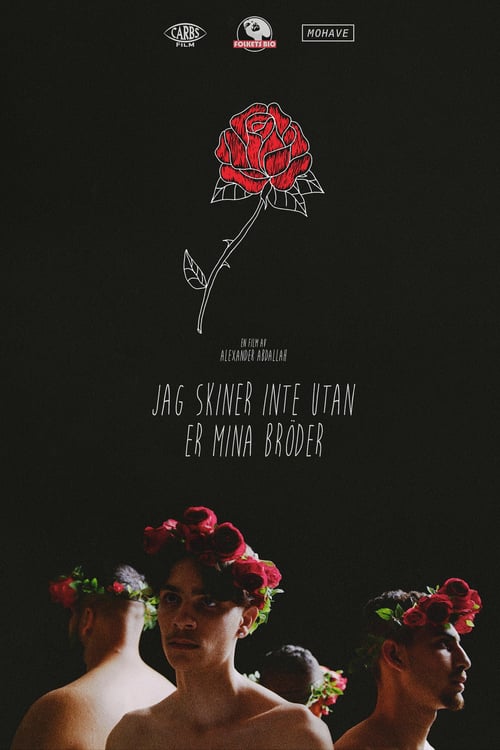 CARBS
FILM
FOLKETS BIO
MOHAVE
EN FILM AV
ALEXANDER ABDALLAH
JAG SKINER INTE UTAN
ER MINA BRÖDER